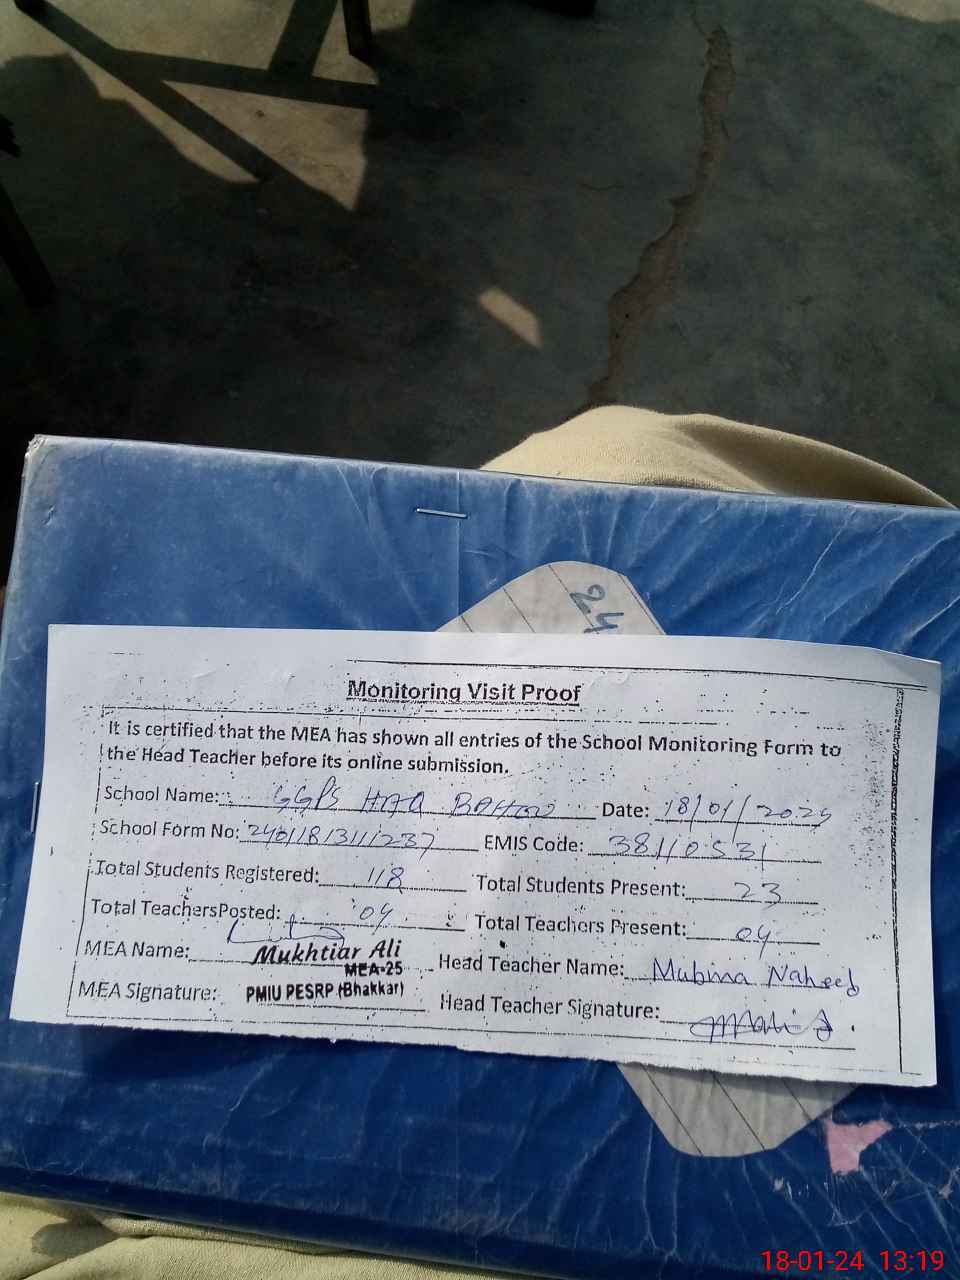 24
Monitoring Visit Proof
It is certified that the MEA has shown all entries of the School Monitoring Form to
the Head Teacher before its online submission.
School Name: GGPS HAQ BAHOO Date: 18/01/2024
School Form No: 24011813111237 EMIS Code: 38110531
Total Students Registered: 118 Total Students Present: 23
Total TeachersPosted: 04 Total Teachers Present: 04
MEA Name: Mukhtiar Ali Head Teacher Name: Mubina Naheed
MEA-25
MEA Signature: PMIU PESRP (Bhakkar) Head Teacher Signature:
18-01-24 13:19